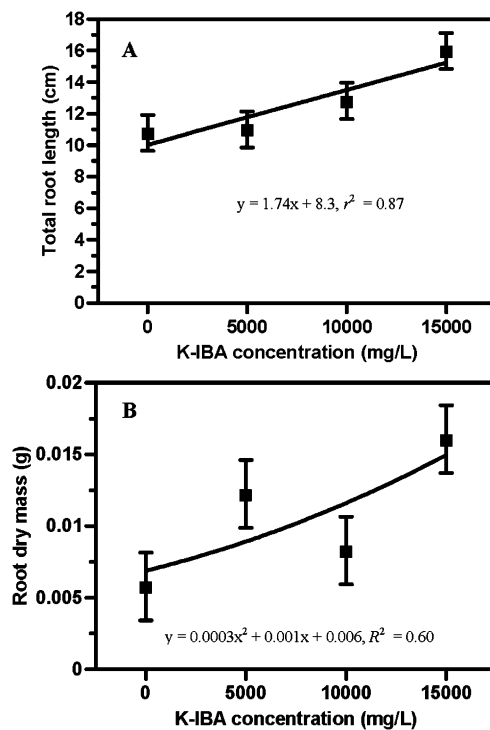 A
18
16
14
12
10
8
6
4
2
0
Total root length (cm)
y = 1.74x + 8.3, r² = 0.87
0 5000 10000 15000
K-IBA concentration (mg/L)
B
0.02
0.015
0.01
0.005
0
Root dry mass (g)
y = 0.0003x² + 0.001x + 0.006, R² = 0.60
0 5000 10000 15000
K-IBA concentration (mg/L)